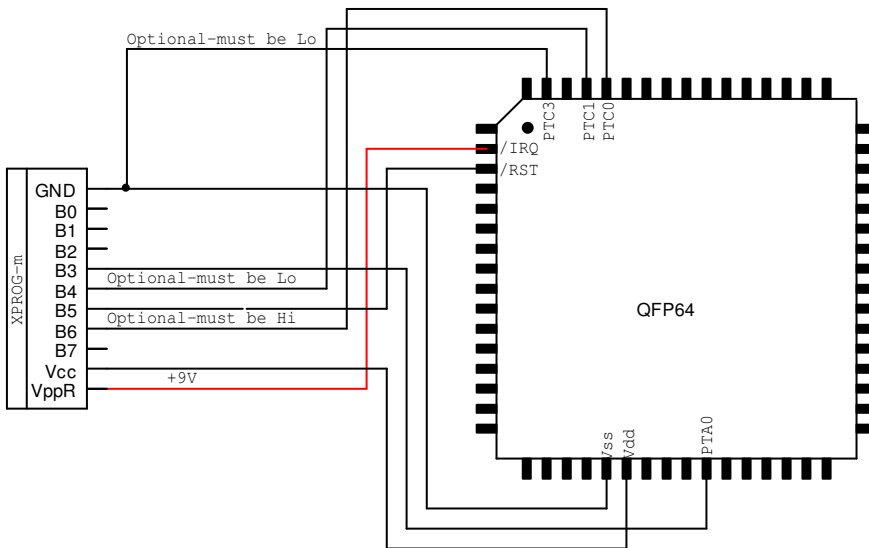 Optional-must be Lo
PTC3
PTC1
PTC0
/IRQ
/RST
XPROG-m
GND
B0
B1
B2
B3
Optional-must be Lo
B4
B5
Optional-must be Hi
B6
B7
Vcc
+9V
VppR
QFP64
Vss
Vdd
PTA0